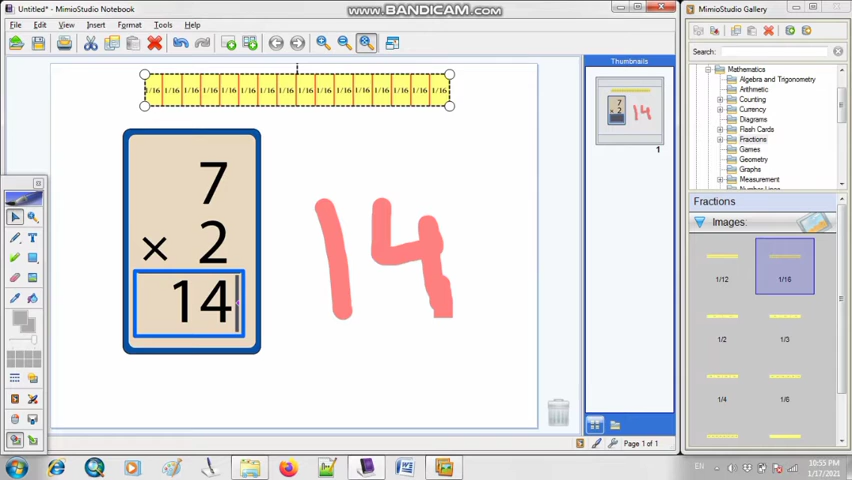 Untitled* - MimioStudio Notebook
www.BANDICAM.com
MimioStudio Gallery
File Edit View Insert Format Tools Help
Search:
Thumbnails
1
Mathematics
Algebra and Trigonometry
Arithmetic
Counting
Currency
Diagrams
Flash Cards
Fractions
Games
Geometry
Graphs
Measurement
1/16 1/16 1/16 1/16 1/16 1/16 1/16 1/16 1/16 1/16 1/16 1/16 1/16 1/16 1/16 1/16
7
× 2
14
14
7
× 2
14
Fractions
Images:
1/12 1/16
1/2 1/3
1/4 1/6
Page 1 of 1
EN
10:55 PM
1/17/2021